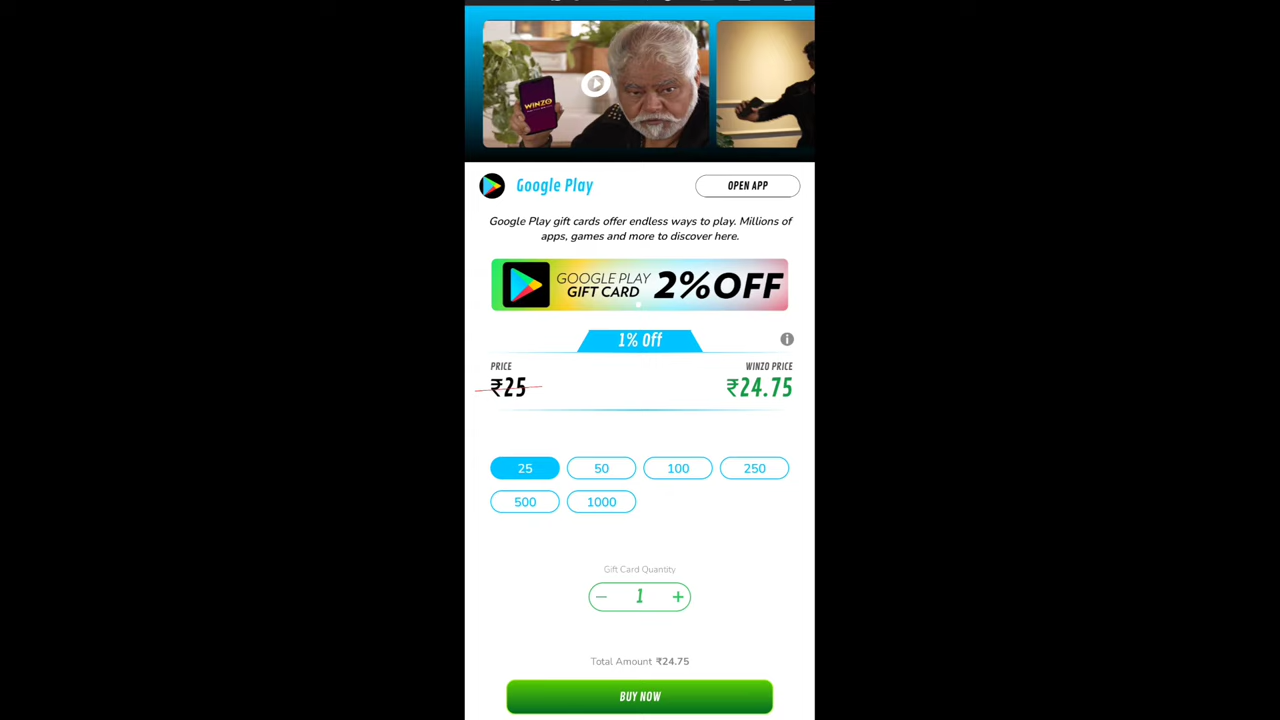 WINZO
Google Play
OPEN APP
Google Play gift cards offer endless ways to play. Millions of
apps, games and more to discover here.
GOOGLE PLAY
GIFT CARD
2%OFF
1% Off
PRICE
WINZO PRICE
₹25
₹24.75
25
50
100
250
500
1000
Gift Card Quantity
− 1 +
Total Amount ₹24.75
BUY NOW